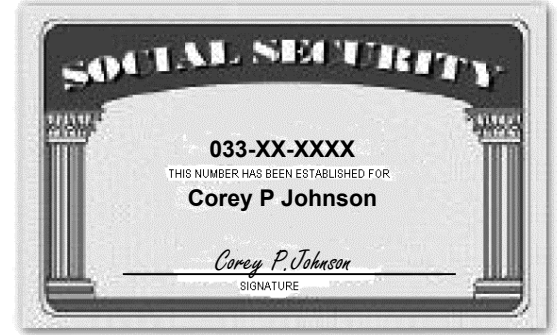 SOCIAL SECURITY
033-XX-XXXX
THIS NUMBER HAS BEEN ESTABLISHED FOR
Corey P Johnson
Corey P. Johnson
SIGNATURE